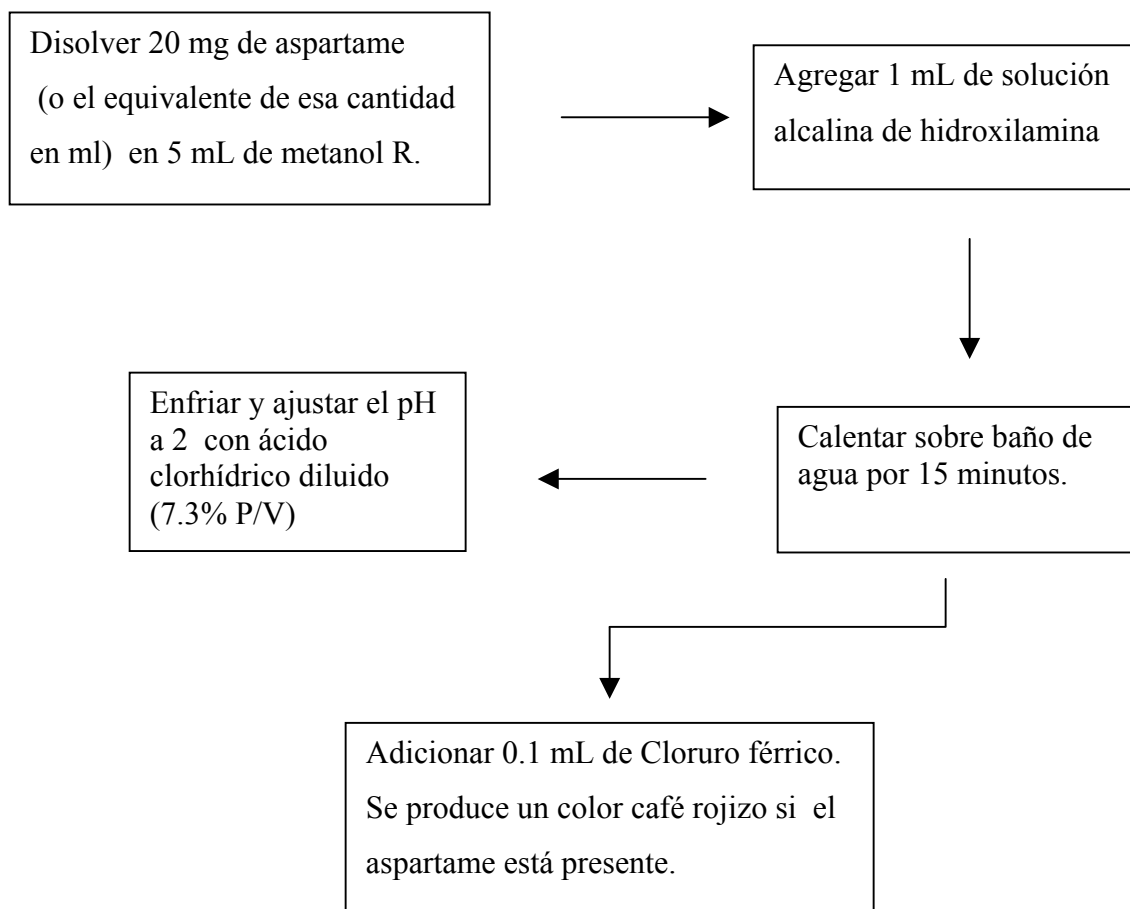 Disolver 20 mg de aspartame
(o el equivalente de esa cantidad
en ml) en 5 mL de metanol R.
Agregar 1 mL de solución
alcalina de hidroxilamina
Calentar sobre baño de
agua por 15 minutos.
Enfriar y ajustar el pH
a 2 con ácido
clorhídrico diluido
(7.3% P/V)
Adicionar 0.1 mL de Cloruro férrico.
Se produce un color café rojizo si el
aspartame está presente.